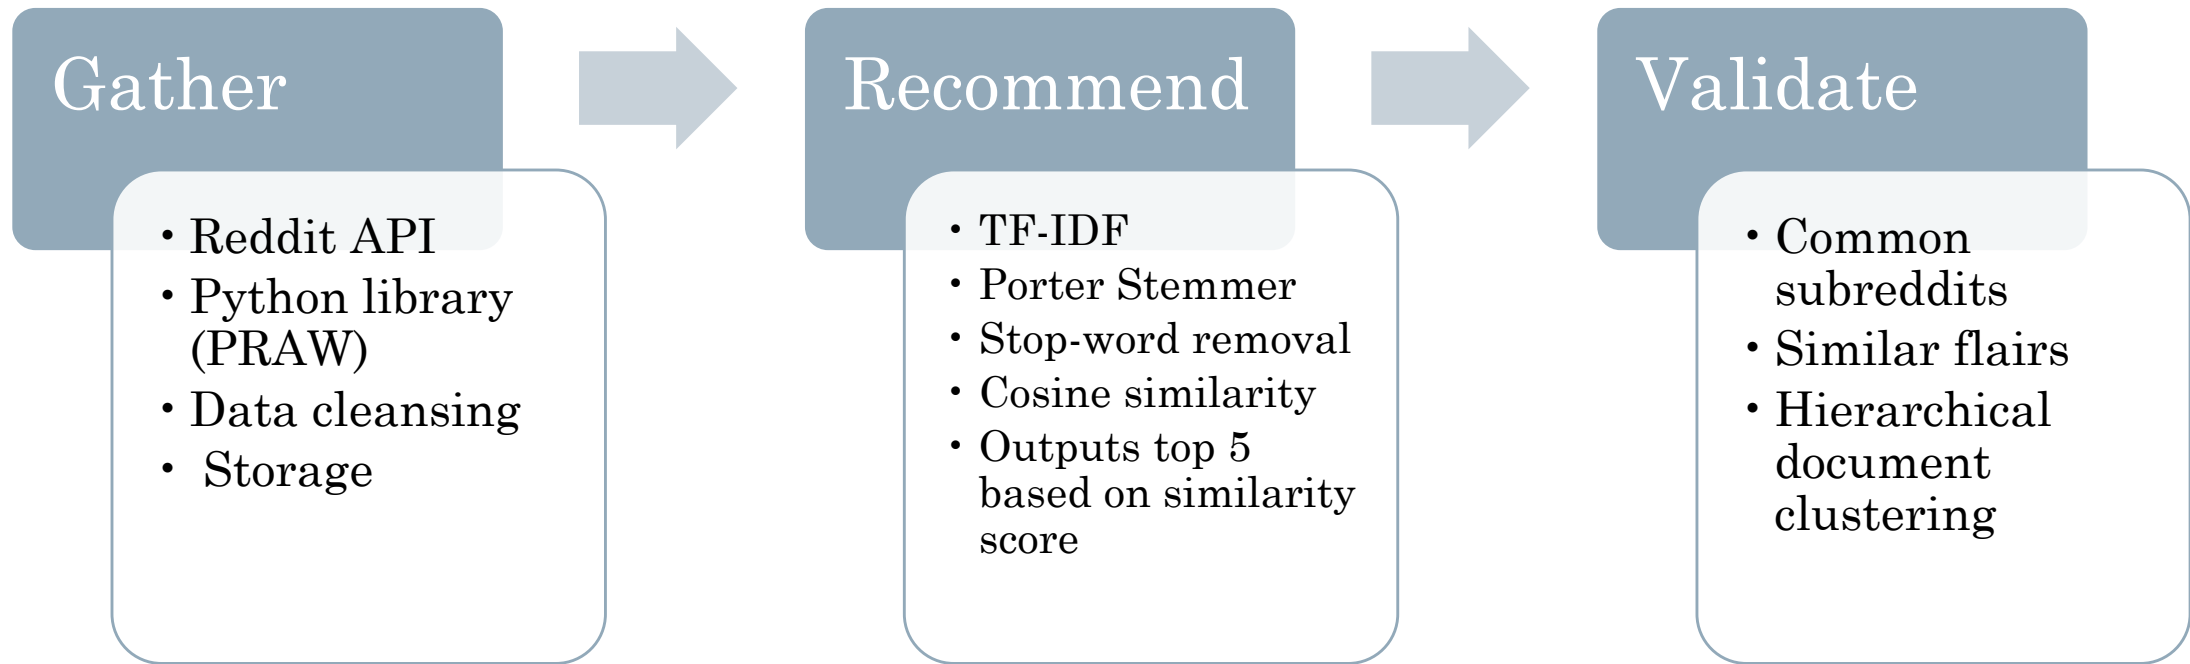 Gather
• Reddit API
• Python library
(PRAW)
• Data cleansing
• Storage
Recommend
• TF-IDF
• Porter Stemmer
• Stop-word removal
• Cosine similarity
• Outputs top 5
based on similarity
score
Validate
• Common
subreddits
• Similar flairs
• Hierarchical
document
clustering